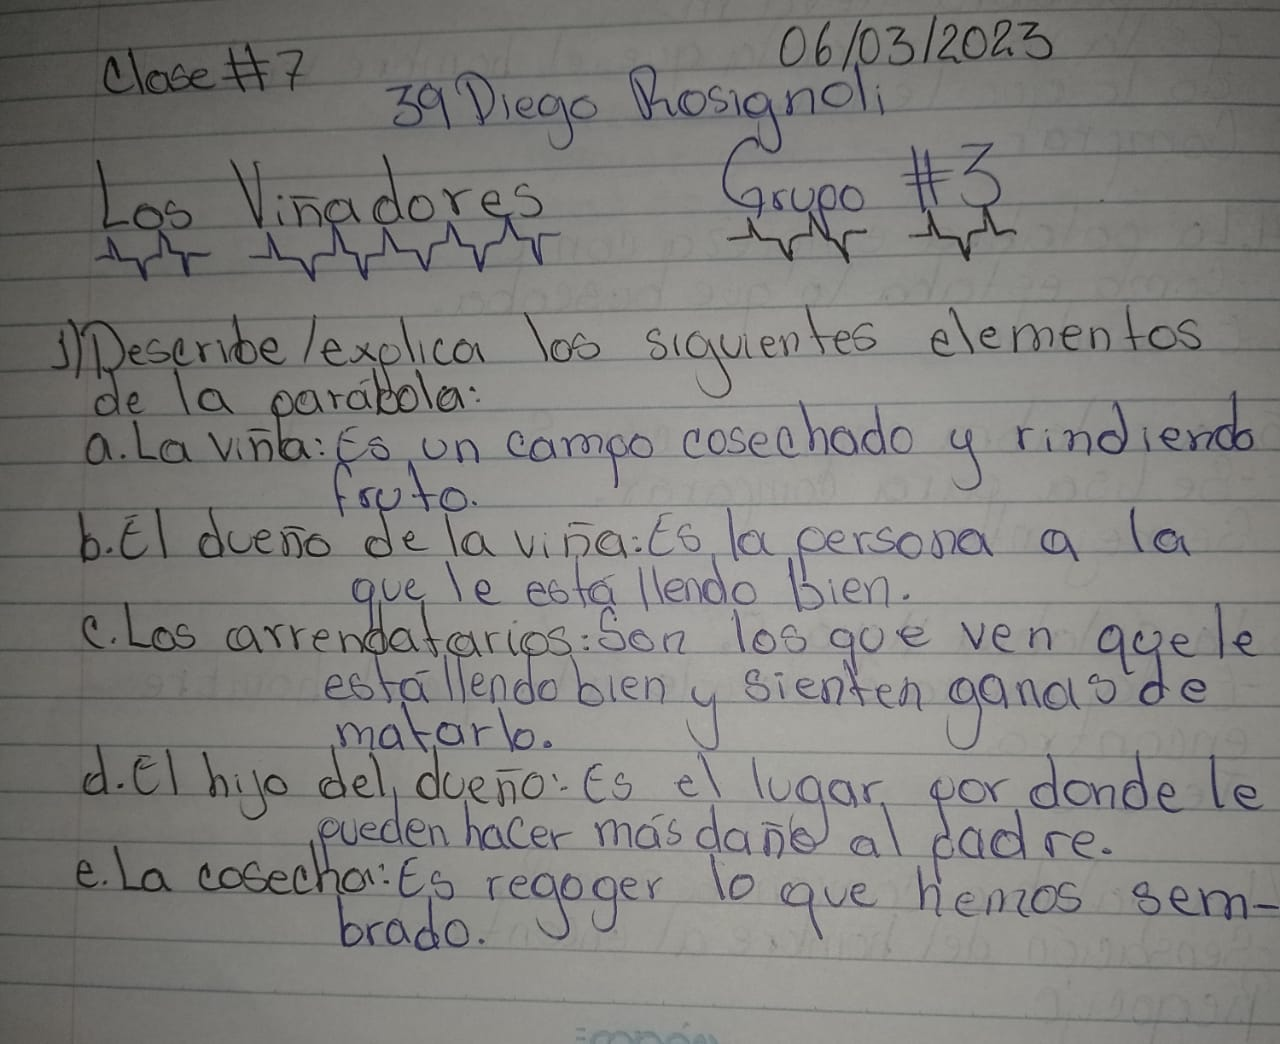 Clase #7
06/03/2023
39 Diego Rosignoli
Los Viñadores
Grupo #3
1) Describe/explica los siguientes elementos
de la parábola:
a. La viña: Es un campo cosechado y rindiendo
fruto.
b. El dueño de la viña: Es la persona a la
que le está llendo bien.
c. Los arrendatarios: Son los que ven que le
está llendo bien y sienten ganas de
matarlo.
d. El hijo del dueño: Es el lugar por donde le
pueden hacer más daño al padre.
e. La cosecha: Es regoger lo que hemos sem-
brado.